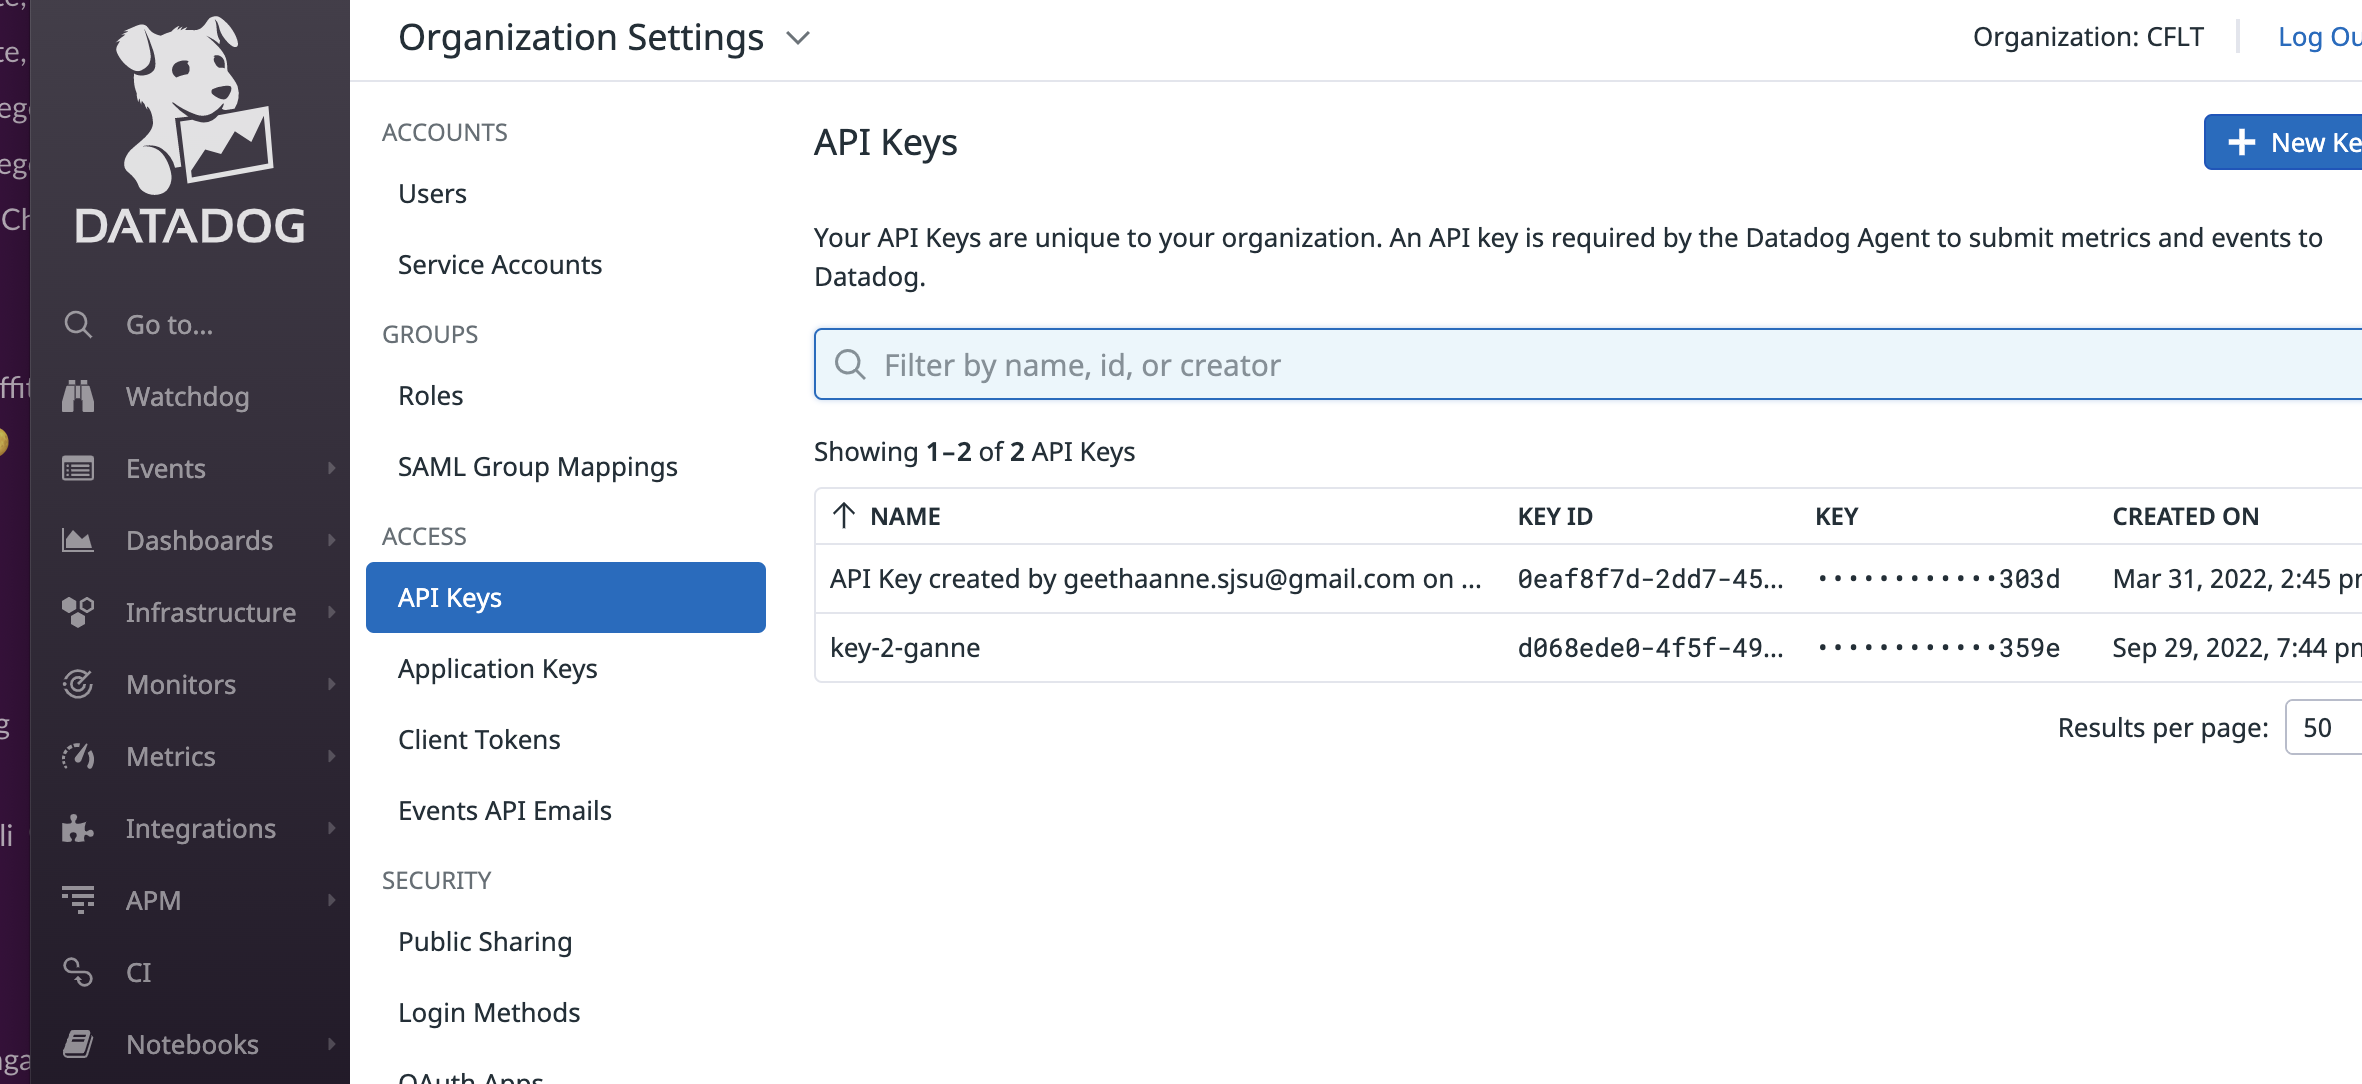 DATADOG
Go to...
Watchdog
Events
Dashboards
Infrastructure
Monitors
Metrics
Integrations
APM
CI
Notebooks
Organization Settings
Organization: CFLT
Log Ou
ACCOUNTS
Users
Service Accounts
GROUPS
Roles
SAML Group Mappings
ACCESS
API Keys
Application Keys
Client Tokens
Events API Emails
SECURITY
Public Sharing
Login Methods
OAuth Apps
API Keys
New Ke
Your API Keys are unique to your organization. An API key is required by the Datadog Agent to submit metrics and events to
Datadog.
Filter by name, id, or creator
Showing 1–2 of 2 API Keys
NAME KEY ID KEY CREATED ON
API Key created by geethaanne.sjsu@gmail.com on ... 0eaf8f7d-2dd7-45... ············303d Mar 31, 2022, 2:45 pm
key-2-ganne d068ede0-4f5f-49... ············359e Sep 29, 2022, 7:44 pm
Results per page: 50